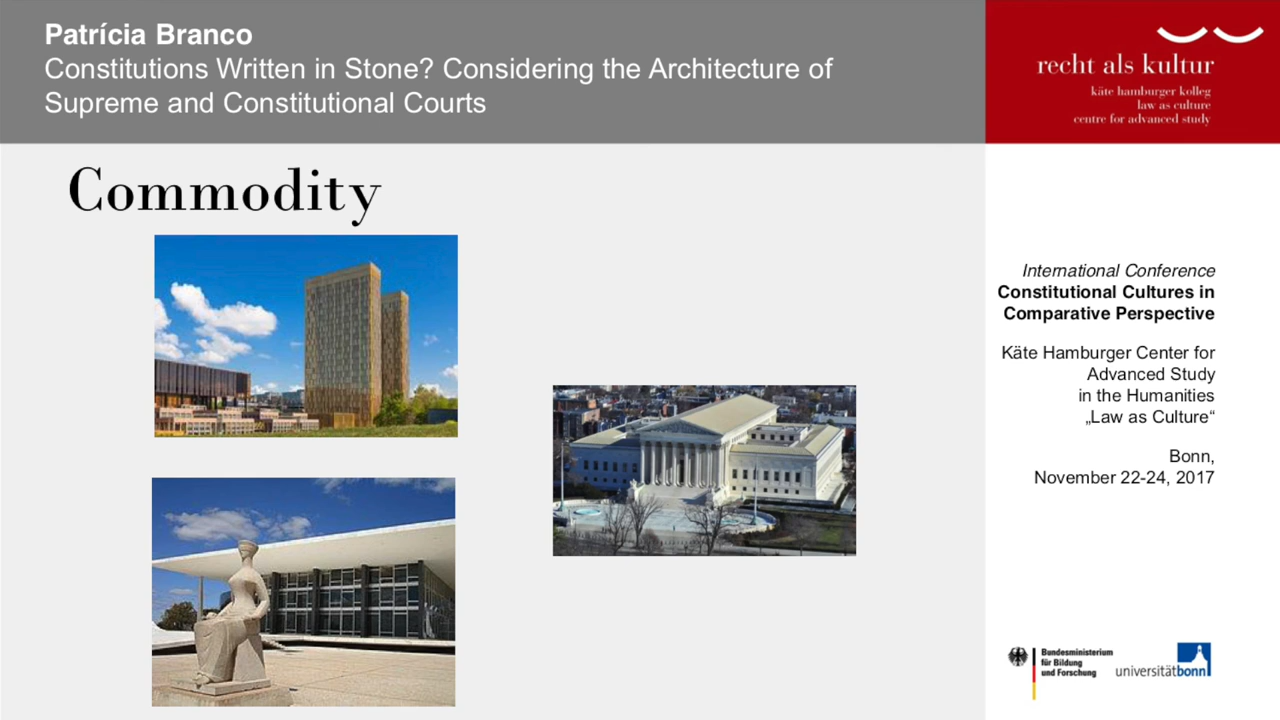 Patrícia Branco
Constitutions Written in Stone? Considering the Architecture of
Supreme and Constitutional Courts
recht als kultur
käte hamburger kolleg
law as culture
centre for advanced study
Commodity
International Conference
Constitutional Cultures in
Comparative Perspective
Käte Hamburger Center for
Advanced Study
in the Humanities
„Law as Culture“
Bonn,
November 22-24, 2017
Bundesministerium
für Bildung
und Forschung
universitätbonn